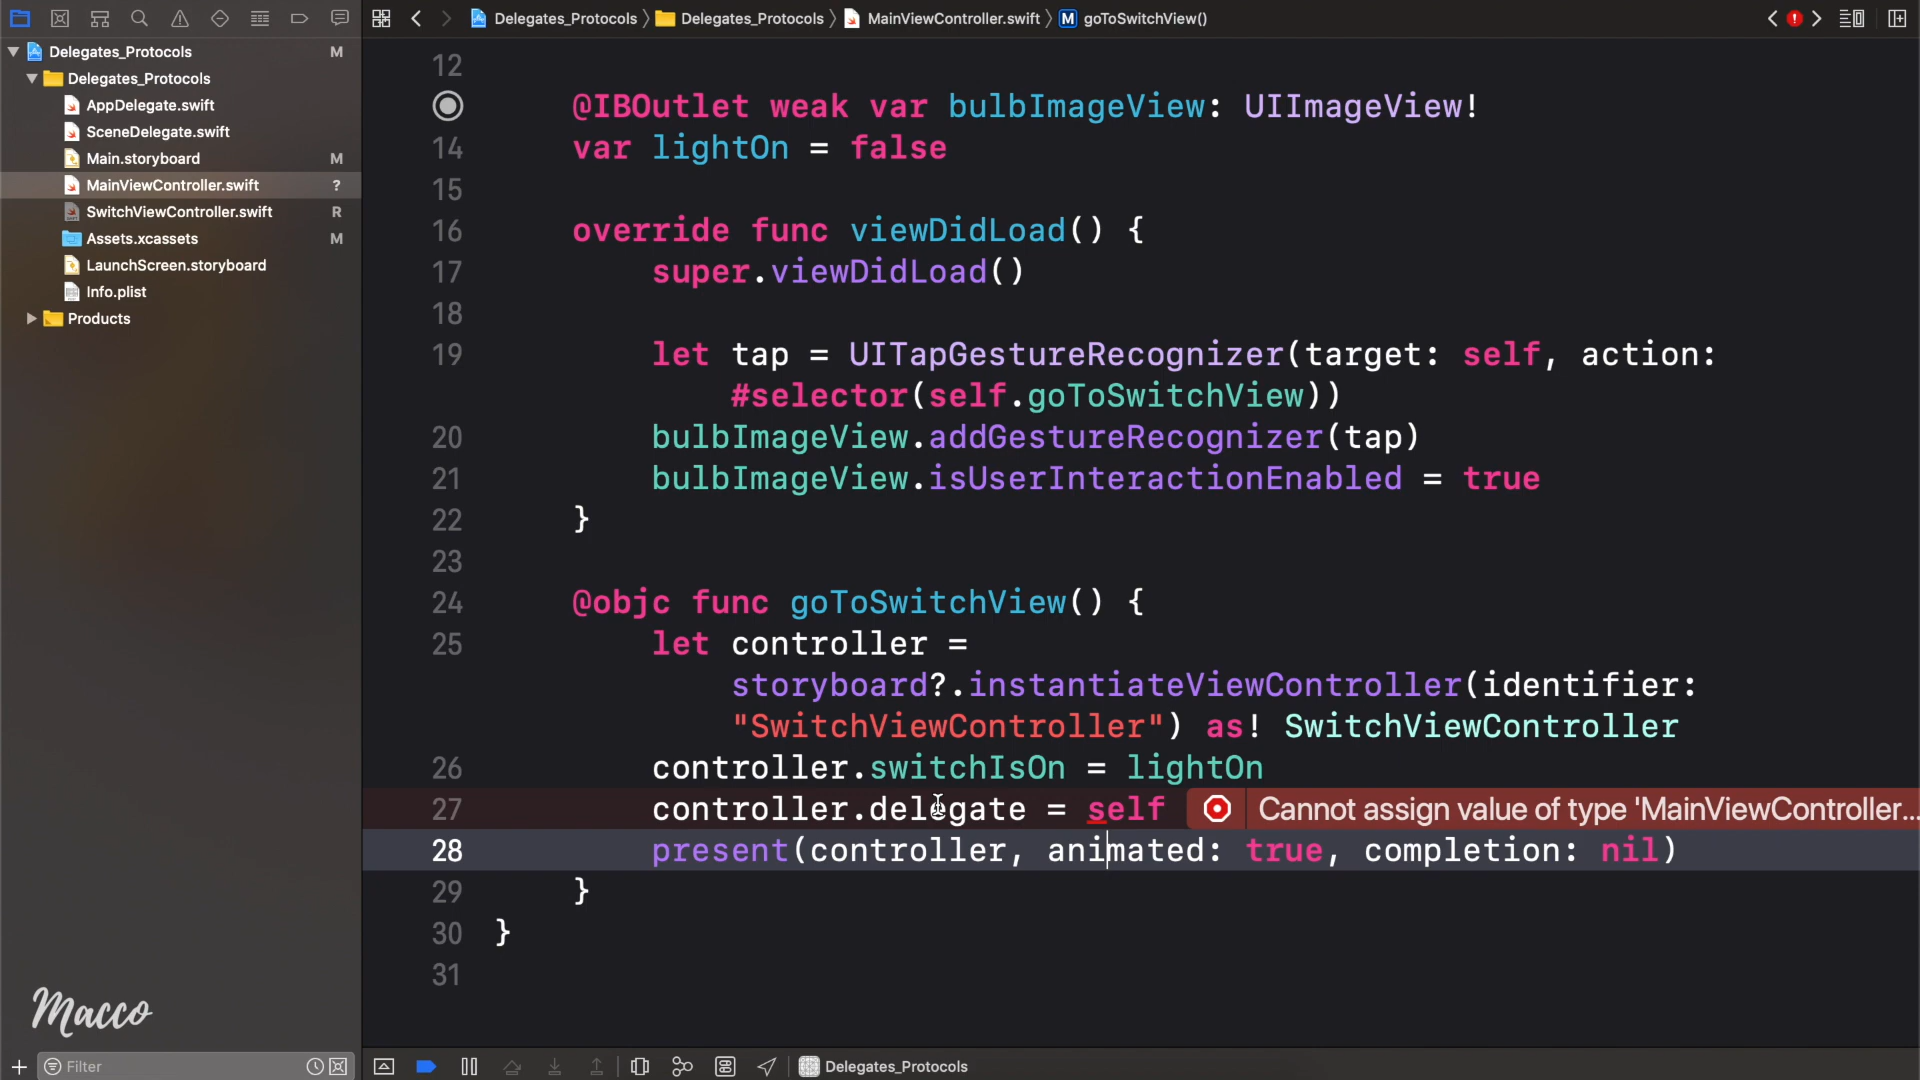 Delegates_Protocols M
Delegates_Protocols
AppDelegate.swift
SceneDelegate.swift
Main.storyboard M
MainViewController.swift ?
SwitchViewController.swift R
Assets.xcassets M
LaunchScreen.storyboard
Info.plist
Products
Macco
Filter
Delegates_Protocols Delegates_Protocols MainViewController.swift M goToSwitchView()
12
@IBOutlet weak var bulbImageView: UIImageView!
14 var lightOn = false
15
16 override func viewDidLoad() {
17 super.viewDidLoad()
18
19 let tap = UITapGestureRecognizer(target: self, action:
#selector(self.goToSwitchView))
20 bulbImageView.addGestureRecognizer(tap)
21 bulbImageView.isUserInteractionEnabled = true
22 }
23
24 @objc func goToSwitchView() {
25 let controller =
storyboard?.instantiateViewController(identifier:
"SwitchViewController") as! SwitchViewController
26 controller.switchIsOn = lightOn
27 controller.delegate = self Cannot assign value of type 'MainViewController...
28 present(controller, animated: true, completion: nil)
29 }
30 }
31
Delegates_Protocols